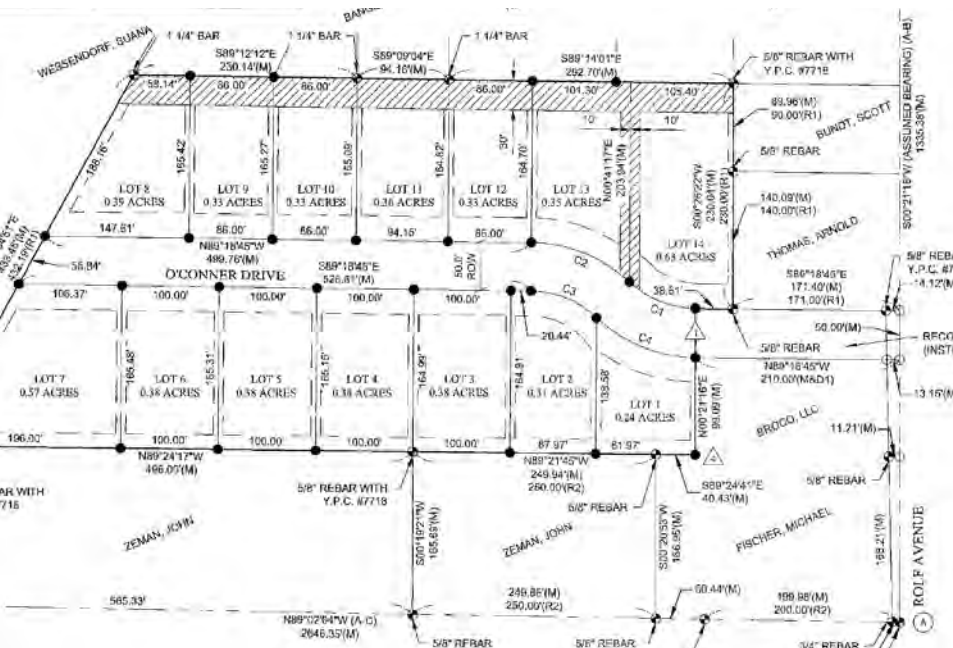 WESSENDORF, SUANA
1 1/4" BAR
S89°12'12"E
230.14'(M)
1 1/4" BAR
S89°09'04"E
94.16'(M)
1 1/4" BAR
S89°14'01"E
292.70'(M)
5/8" REBAR WITH
Y.P.C. #7718
58.14'
86.00'
86.00'
86.00'
101.30'
105.40'
10'
10'
30'
89.96'(M)
90.00'(R1)
BUNDT, SCOTT
5/8" REBAR
S00°21'16"W (ASSUMED BEARING) (A-B)
1335.38'(M)
188.16'
165.42'
165.27'
165.09'
164.82'
164.70'
N00°41'17"E
203.94'(M)
S00°26'22"W
230.04'(M)
230.00'(R1)
140.09'(M)
140.00'(R1)
THOMAS, ARNOLD
LOT 8
0.39 ACRES
LOT 9
0.33 ACRES
LOT 10
0.33 ACRES
LOT 11
0.36 ACRES
LOT 12
0.33 ACRES
LOT 13
0.35 ACRES
LOT 14
0.63 ACRES
147.81'
86.00'
86.00'
94.15'
86.00'
N89°18'45"W
499.76'(M)
O'CONNER DRIVE
S89°18'45"E
526.81'(M)
60.0'
ROW
C2
C3
C1
C4
38.61'
S86°18'45"E
171.40'(M)
171.00'(R1)
14.12'(M)
50.00'(M)
56.84'
106.37'
100.00'
100.00'
100.00'
100.00'
20.44'
5/8" REBAR
N89°18'45"W
210.00'(M&D1)
165.48'
165.31'
165.15'
164.99'
164.91'
138.58'
N00°21'16"E
99.09'(M)
LOT 7
0.57 ACRES
LOT 6
0.38 ACRES
LOT 5
0.38 ACRES
LOT 4
0.38 ACRES
LOT 3
0.38 ACRES
LOT 2
0.31 ACRES
LOT 1
0.24 ACRES
BROCO, LLC
13.16'(M)
11.21'(M)
196.00'
100.00'
100.00'
100.00'
100.00'
67.97'
61.97'
N89°24'17"W
496.00'(M)
N89°21'45"W
249.94'(M)
250.00'(R2)
S89°24'41"E
40.43'(M)
5/8" REBAR WITH
Y.P.C. #7718
5/8" REBAR
5/8" REBAR
ZEMAN, JOHN
S00°19'21"W
165.69'(M)
ZEMAN, JOHN
S00°20'53"W
166.95'(M)
FISCHER, MICHAEL
168.21'(M)
ROLF AVENUE
565.33'
N89°02'04"W (A-C)
2646.35'(M)
249.86'(M)
250.00'(R2)
50.44'(M)
199.98'(M)
200.00'(R2)
A
5/8" REBAR
5/8" REBAR
3/4" REBAR